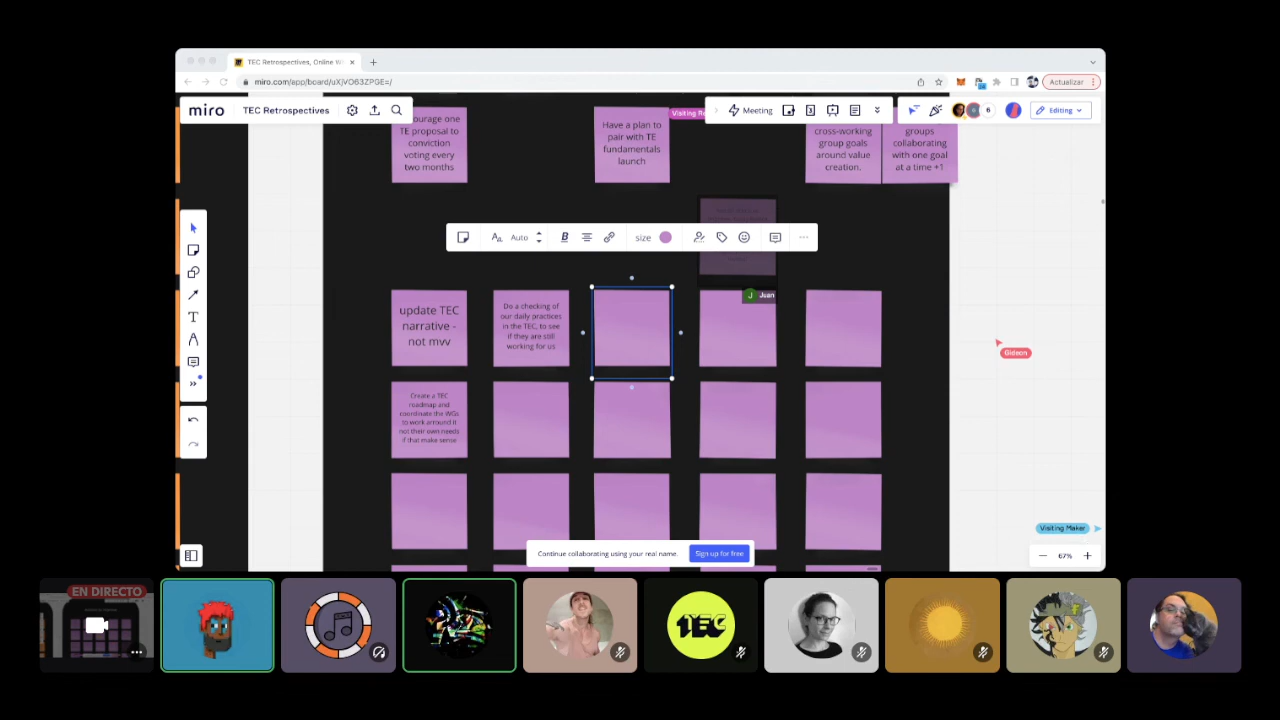 TEC Retrospectives, Online W
miro.com/app/board/uXjVO63ZPGE=/
Actualizar
miro
TEC Retrospectives
Visiting
Meeting
6
Editing
ourage one
TE proposal to
conviction
voting every
two months
Have a plan to
pair with TE
fundamentals
launch
cross-working
group goals
around value
creation.
groups
collaborating
with one goal
at a time +1
Auto
B
size
J Juan
update TEC
narrative -
not mvv
Do a checking of
our daily practices
in the TEC, to see
if they are still
working for us
Gideon
Create a TEC
roadmap and
coordinate the WGs
to work arround it
not their own needs
if that make sense
Visiting Maker
Continue collaborating using your real name.
Sign up for free
67%
EN DIRECTO
TEC